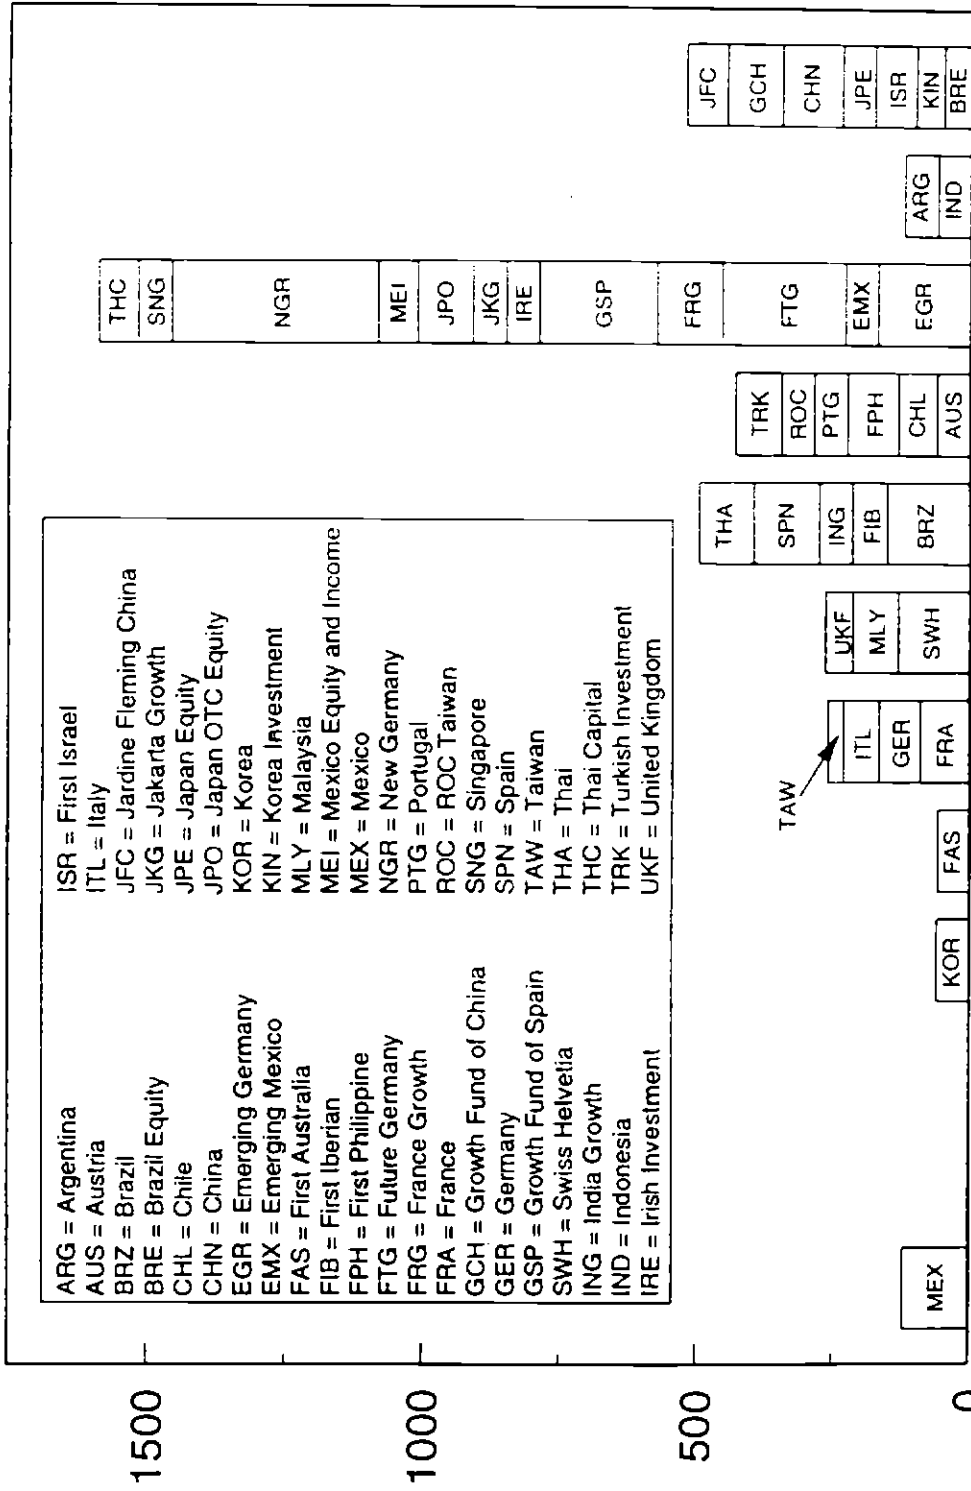 1500
1000
500
0
ARG = Argentina
AUS = Austria
BRZ = Brazil
BRE = Brazil Equity
CHL = Chile
CHN = China
EGR = Emerging Germany
EMX = Emerging Mexico
FAS = First Australia
FIB = First Iberian
FPH = First Philippine
FTG = Future Germany
FRG = France Growth
FRA = France
GCH = Growth Fund of China
GER = Germany
GSP = Growth Fund of Spain
SWH = Swiss Helvetia
ING = India Growth
IND = Indonesia
IRE = Irish Investment
ISR = First Israel
ITL = Italy
JFC = Jardine Fleming China
JKG = Jakarta Growth
JPE = Japan Equity
JPO = Japan OTC Equity
KOR = Korea
KIN = Korea Investment
MLY = Malaysia
MEI = Mexico Equity and Income
MEX = Mexico
NGR = New Germany
PTG = Portugal
ROC = ROC Taiwan
SNG = Singapore
SPN = Spain
TAW = Taiwan
THA = Thai
THC = Thai Capital
TRK = Turkish Investment
UKF = United Kingdom
MEX
KOR
FAS
TAW
ITL
GER
FRA
UKF
MLY
SWH
THA
SPN
ING
FIB
BRZ
TRK
ROC
PTG
FPH
CHL
AUS
THC
SNG
NGR
MEI
JPO
JKG
IRE
GSP
FRG
FTG
EMX
EGR
ARG
IND
JFC
GCH
CHN
JPE
ISR
KIN
BRE